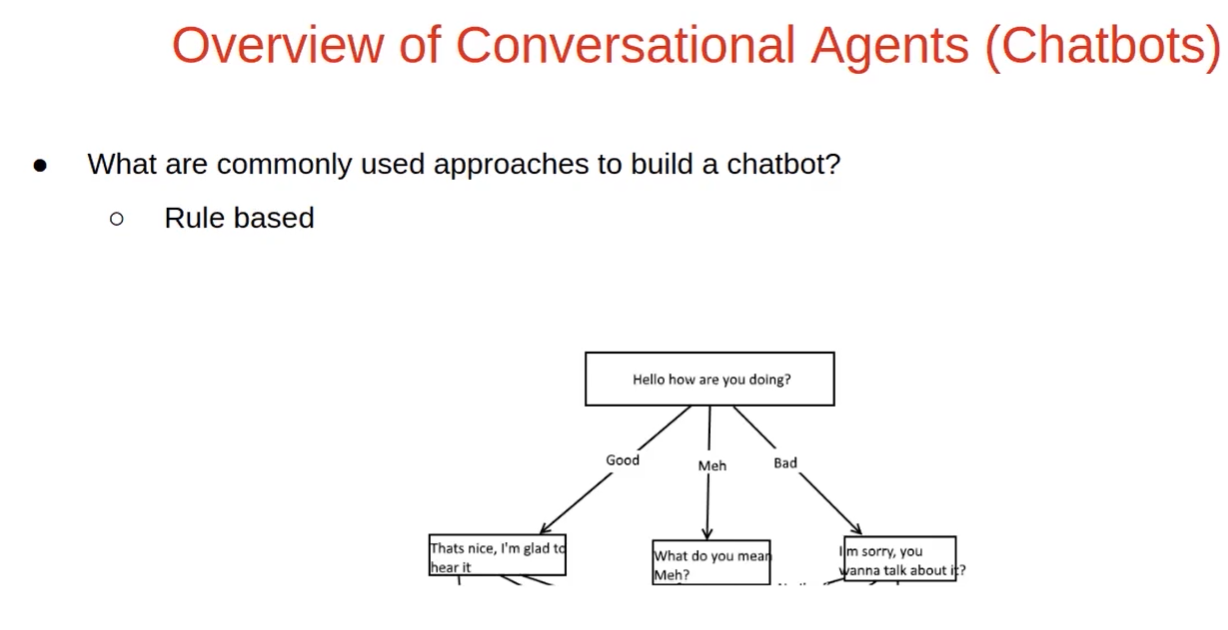 Overview of Conversational Agents (Chatbots)
What are commonly used approaches to build a chatbot?
Rule based
Hello how are you doing?
Good
Meh
Bad
Thats nice, I'm glad to
hear it
What do you mean
Meh?
I'm sorry, you
wanna talk about it?